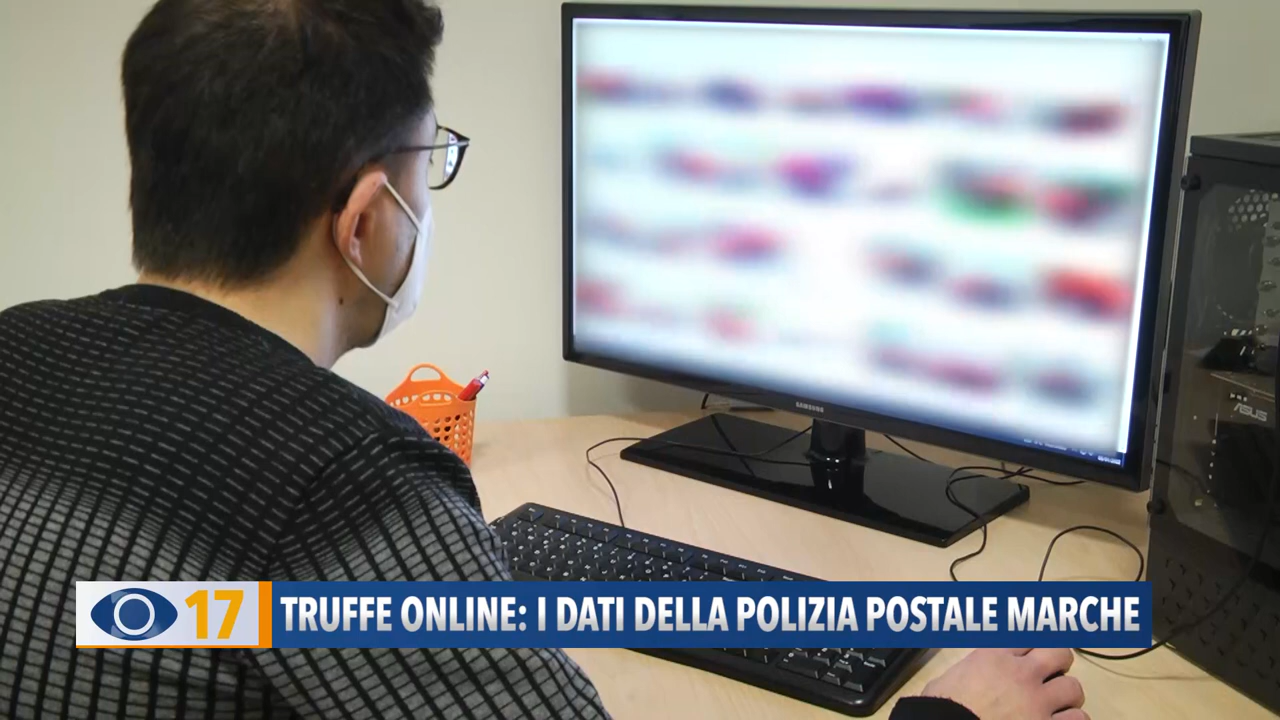 SAMSUNG
ASUS
17 TRUFFE ONLINE: I DATI DELLA POLIZIA POSTALE MARCHE